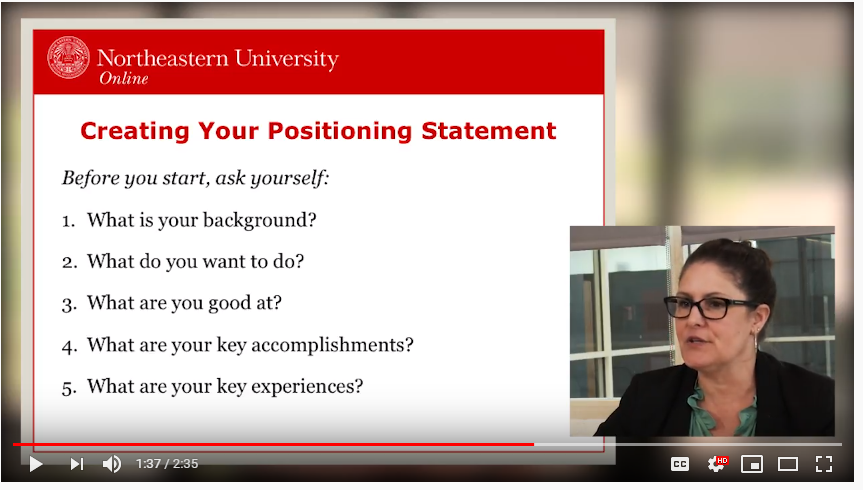 Northeastern University
Online
Creating Your Positioning Statement
Before you start, ask yourself:
1. What is your background?
2. What do you want to do?
3. What are you good at?
4. What are your key accomplishments?
5. What are your key experiences?
1:37 / 2:35
CC
HD